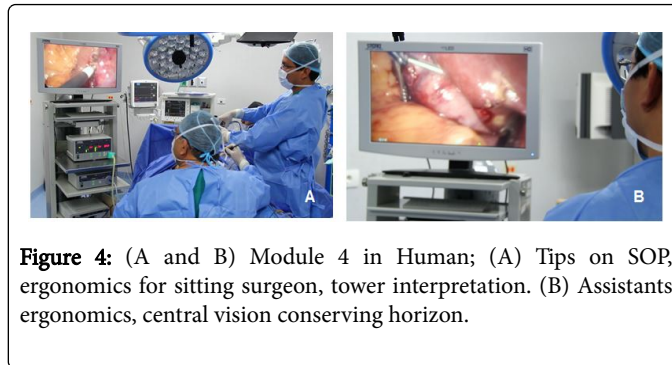 A
B
Figure 4: (A and B) Module 4 in Human; (A) Tips on SOP,
ergonomics for sitting surgeon, tower interpretation. (B) Assistants
ergonomics, central vision conserving horizon.